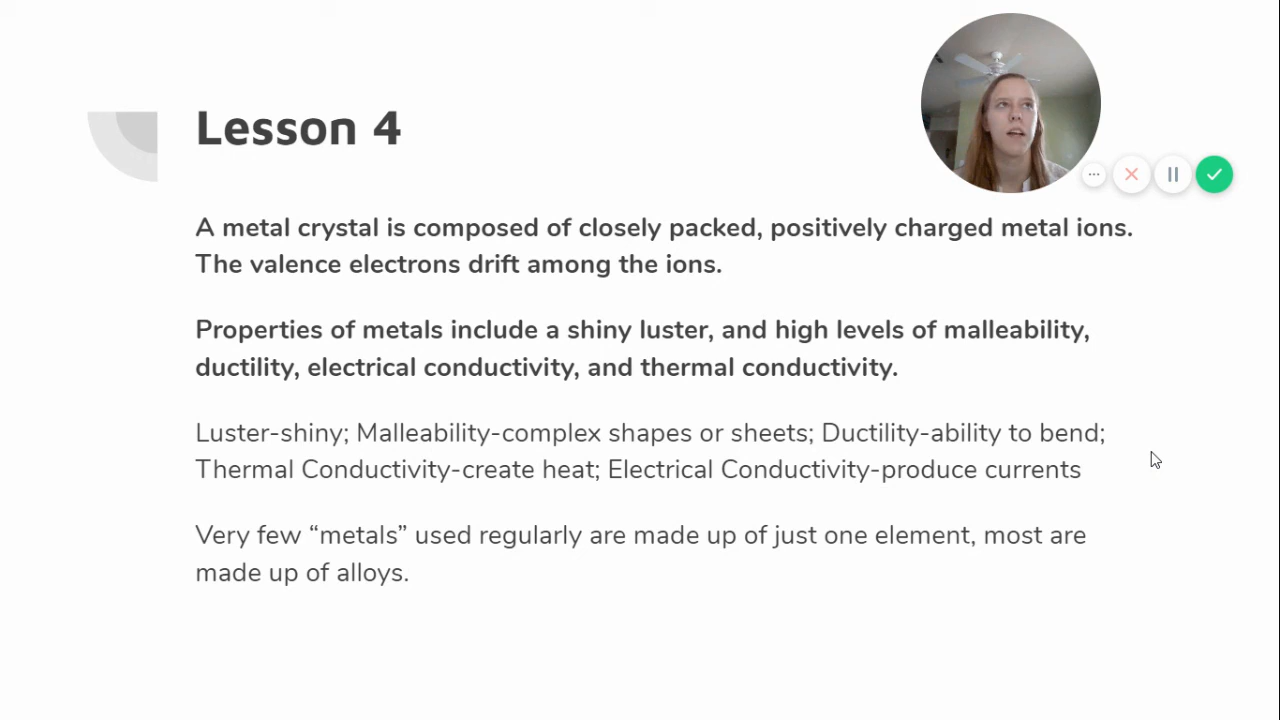 Lesson 4
A metal crystal is composed of closely packed, positively charged metal ions.
The valence electrons drift among the ions.
Properties of metals include a shiny luster, and high levels of malleability,
ductility, electrical conductivity, and thermal conductivity.
Luster-shiny; Malleability-complex shapes or sheets; Ductility-ability to bend;
Thermal Conductivity-create heat; Electrical Conductivity-produce currents
Very few “metals” used regularly are made up of just one element, most are
made up of alloys.